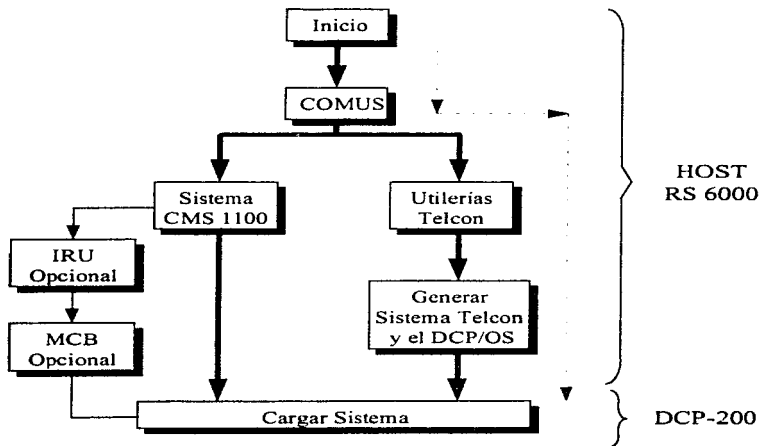 Inicio
COMUS
Sistema
CMS 1100
Utilerías
Telcon
HOST
RS 6000
IRU
Opcional
Generar
Sistema Telcon
y el DCP/OS
MCB
Opcional
Cargar Sistema
DCP-200